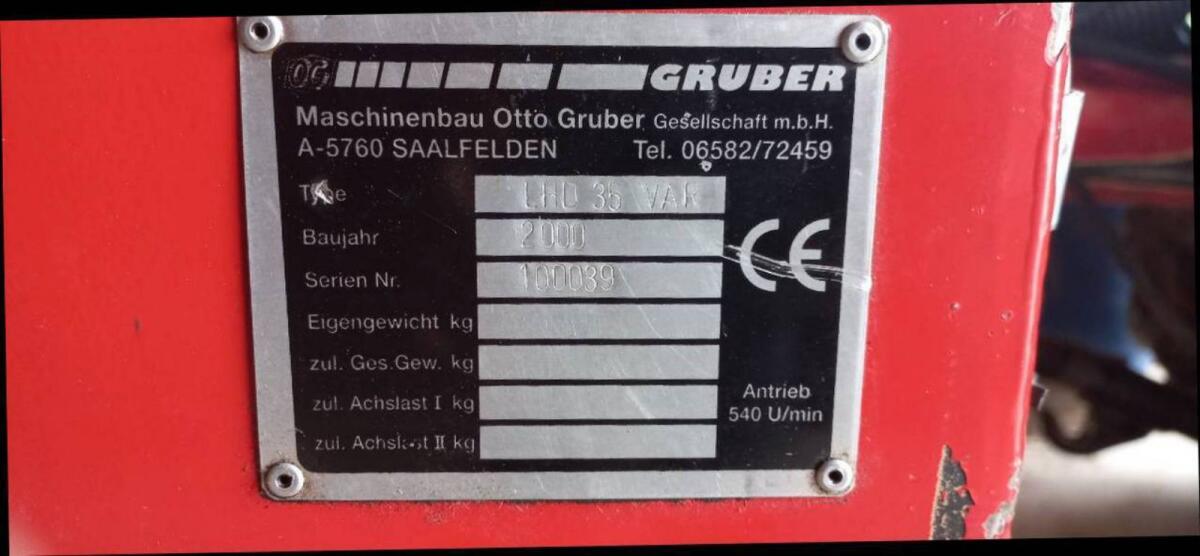 OG GRUBER
Maschinenbau Otto Gruber Gesellschaft m.b.H.
A-5760 SAALFELDEN Tel. 06582/72459
Type LHD 35 VAR
Baujahr 2000
Serien Nr. 100039
CE
Eigengewicht kg
zul. Ges.Gew. kg
zul. Achslast I kg
zul. Achslast II kg
Antrieb
540 U/min